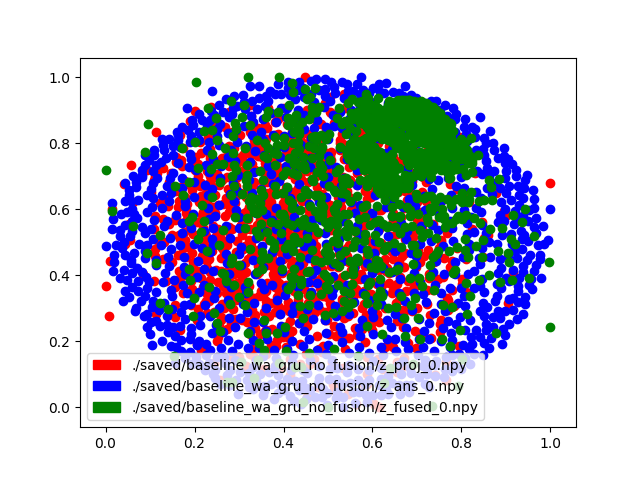 1.0
0.8
0.6
0.4
0.2
0.0
./saved/baseline_wa_gru_no_fusion/z_proj_0.npy
./saved/baseline_wa_gru_no_fusion/z_ans_0.npy
./saved/baseline_wa_gru_no_fusion/z_fused_0.npy
0.0 0.2 0.4 0.6 0.8 1.0